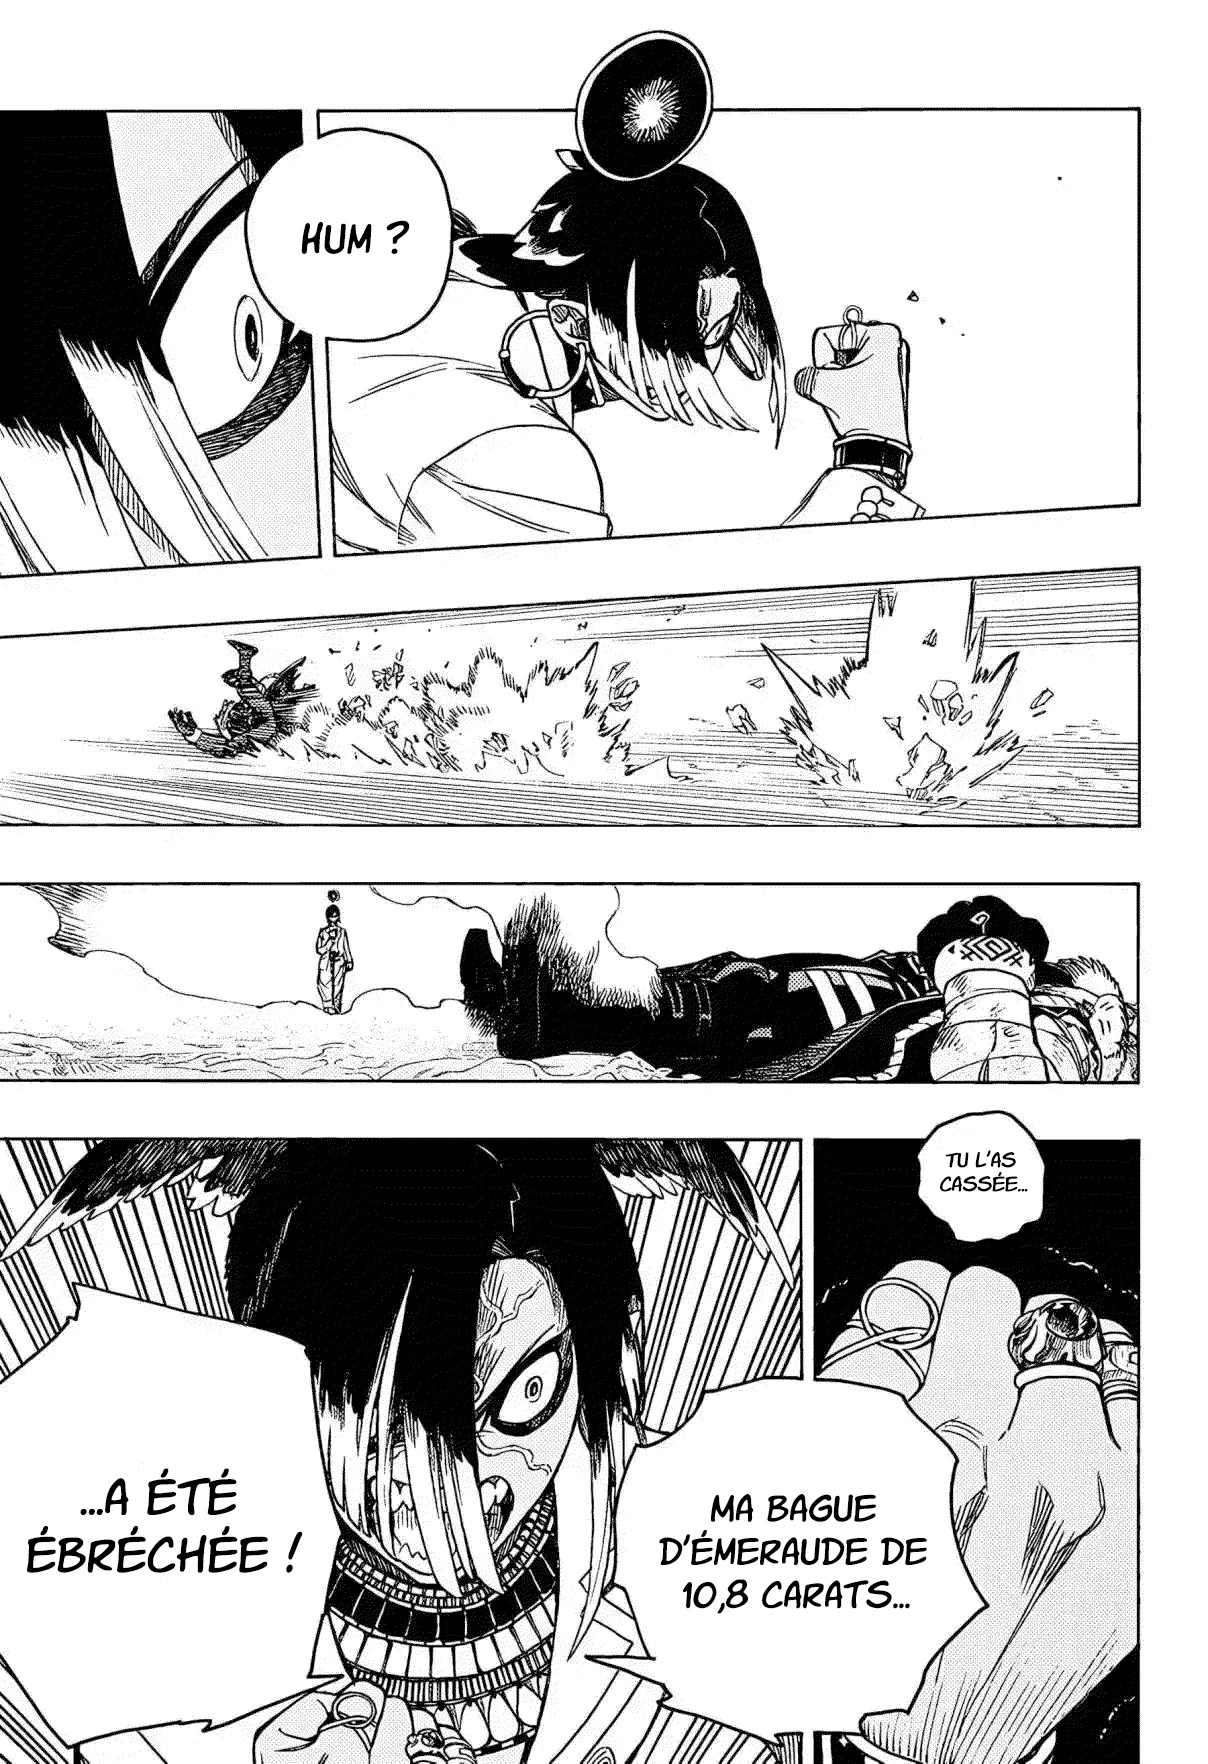 HUM ?
TU L'AS
CASSÉE...
MA BAGUE
D'ÉMERAUDE DE
10,8 CARATS...
...A ÉTÉ
ÉBRÉCHÉE !